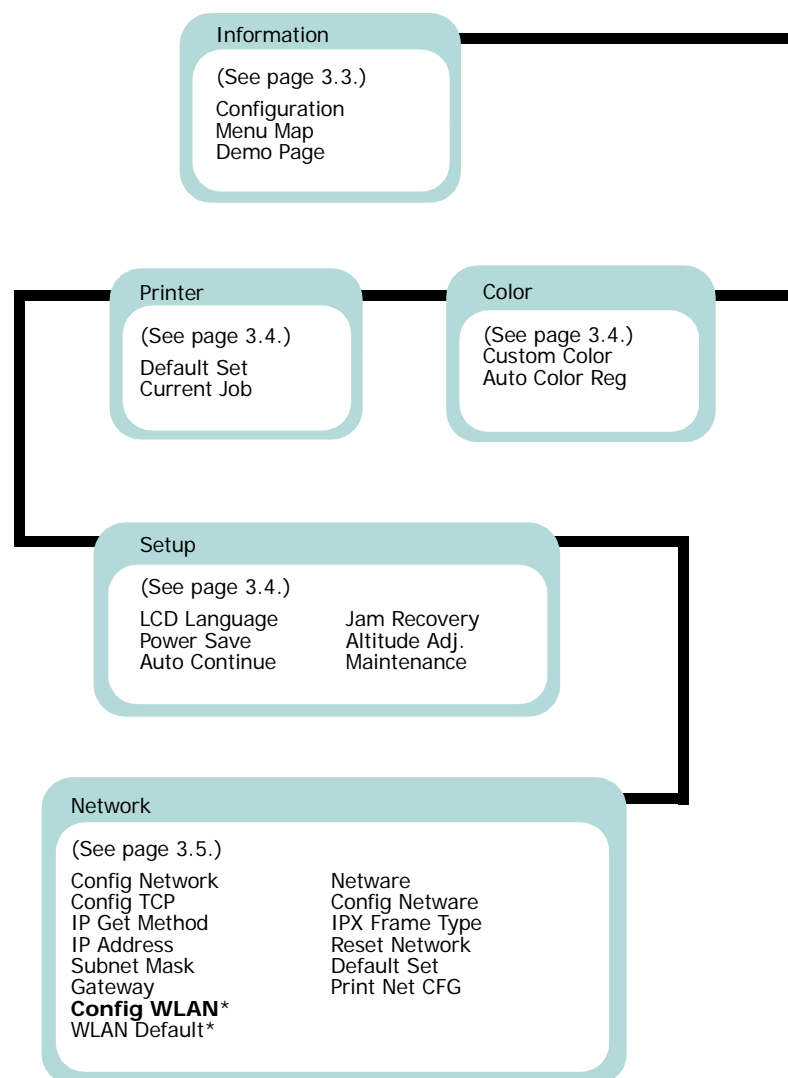 Information
(See page 3.3.)
Configuration
Menu Map
Demo Page
Printer
(See page 3.4.)
Default Set
Current Job
Color
(See page 3.4.)
Custom Color
Auto Color Reg
Setup
(See page 3.4.)
LCD Language
Power Save
Auto Continue
Jam Recovery
Altitude Adj.
Maintenance
Network
(See page 3.5.)
Config Network
Config TCP
IP Get Method
IP Address
Subnet Mask
Gateway
Config WLAN*
WLAN Default*
Netware
Config Netware
IPX Frame Type
Reset Network
Default Set
Print Net CFG